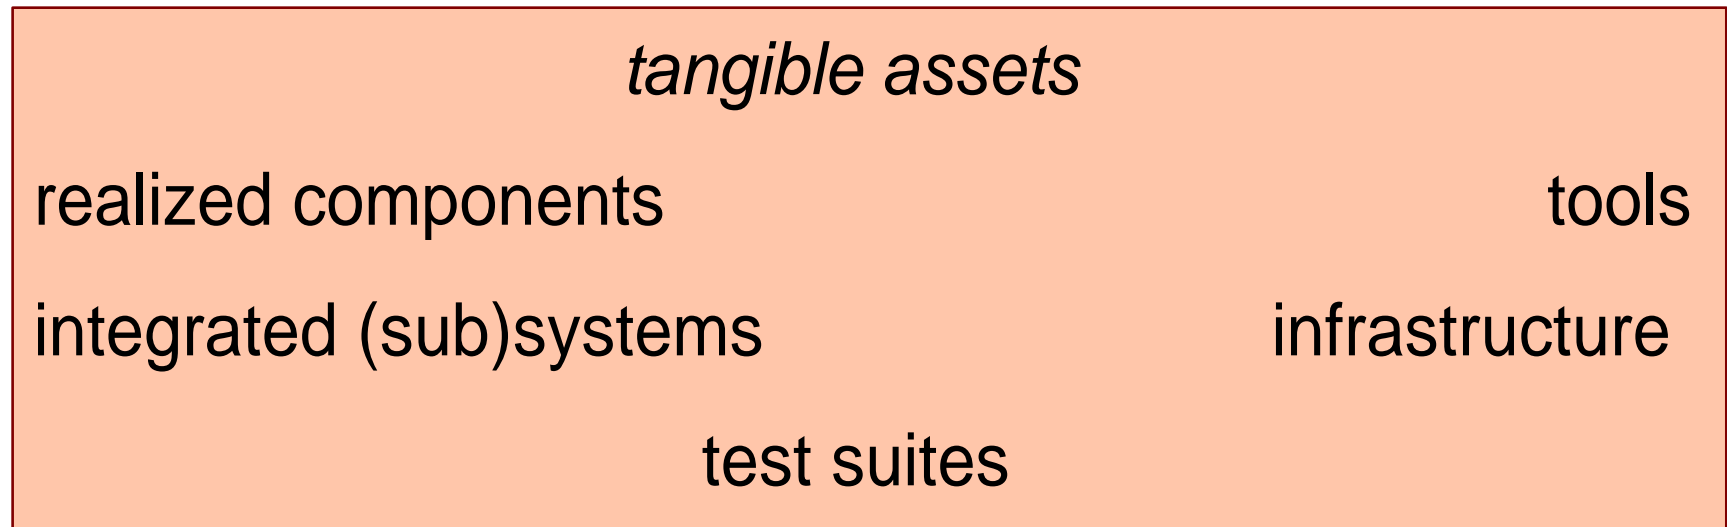 tangible assets
realized components tools
integrated (sub)systems infrastructure
test suites